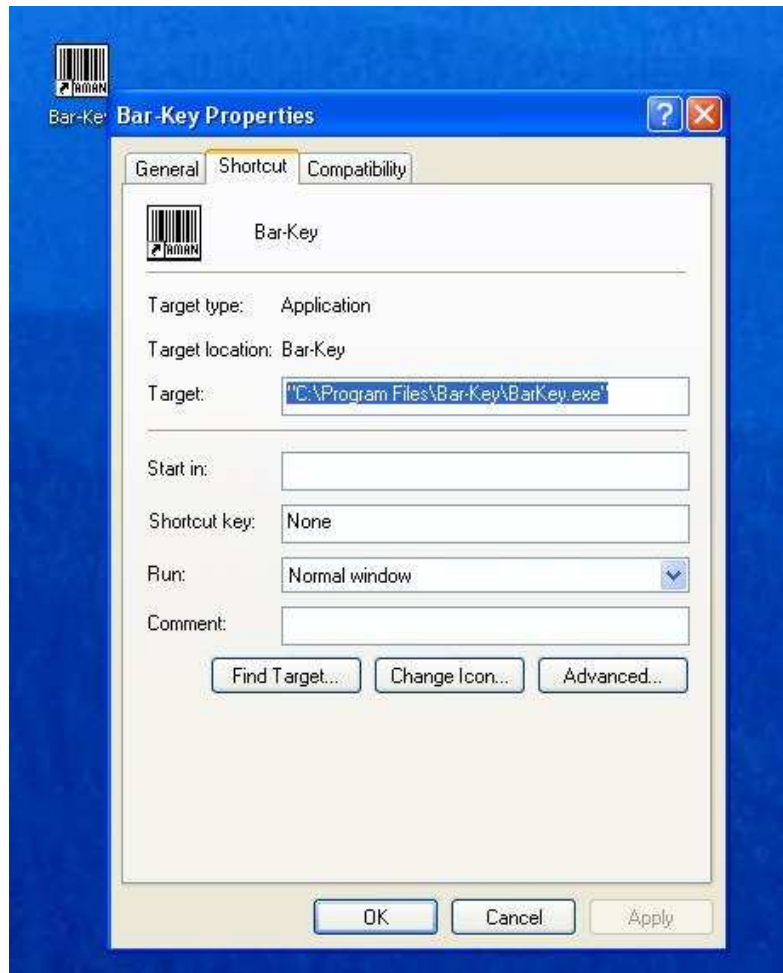 TAMAN
Bar-Key
Bar-Key Properties
?
General Shortcut Compatibility
TAMAN
Bar-Key
Target type: Application
Target location: Bar-Key
Target: "C:\Program Files\Bar-Key\BarKey.exe"
Start in:
Shortcut key: None
Run: Normal window
Comment:
Find Target... Change Icon... Advanced...
OK Cancel Apply